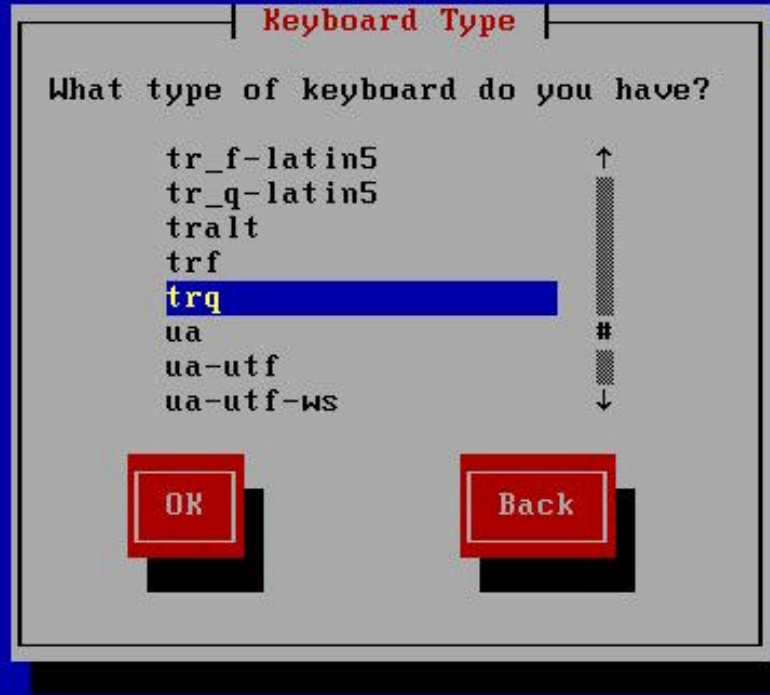 Keyboard Type
What type of keyboard do you have?
tr_f-latin5
tr_q-latin5
tralt
trf
trq
ua
ua-utf
ua-utf-ws
OK
Back